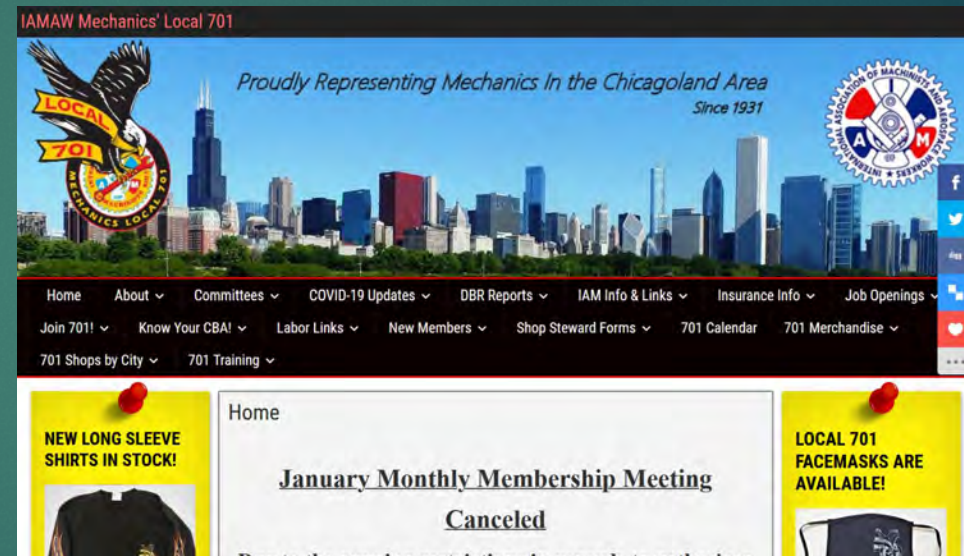 IAMAW Mechanics' Local 701
Proudly Representing Mechanics In the Chicagoland Area
Since 1931
LOCAL
701
MECHANICS LOCAL 701
INTERNATIONAL ASSOCIATION OF MACHINISTS AND AEROSPACE WORKERS
Home About Committees COVID-19 Updates DBR Reports IAM Info & Links Insurance Info Job Openings
Join 701! Know Your CBA! Labor Links New Members Shop Steward Forms 701 Calendar 701 Merchandise
701 Shops by City 701 Training
NEW LONG SLEEVE
SHIRTS IN STOCK!
Home
January Monthly Membership Meeting
Canceled
LOCAL 701
FACEMASKS ARE
AVAILABLE!